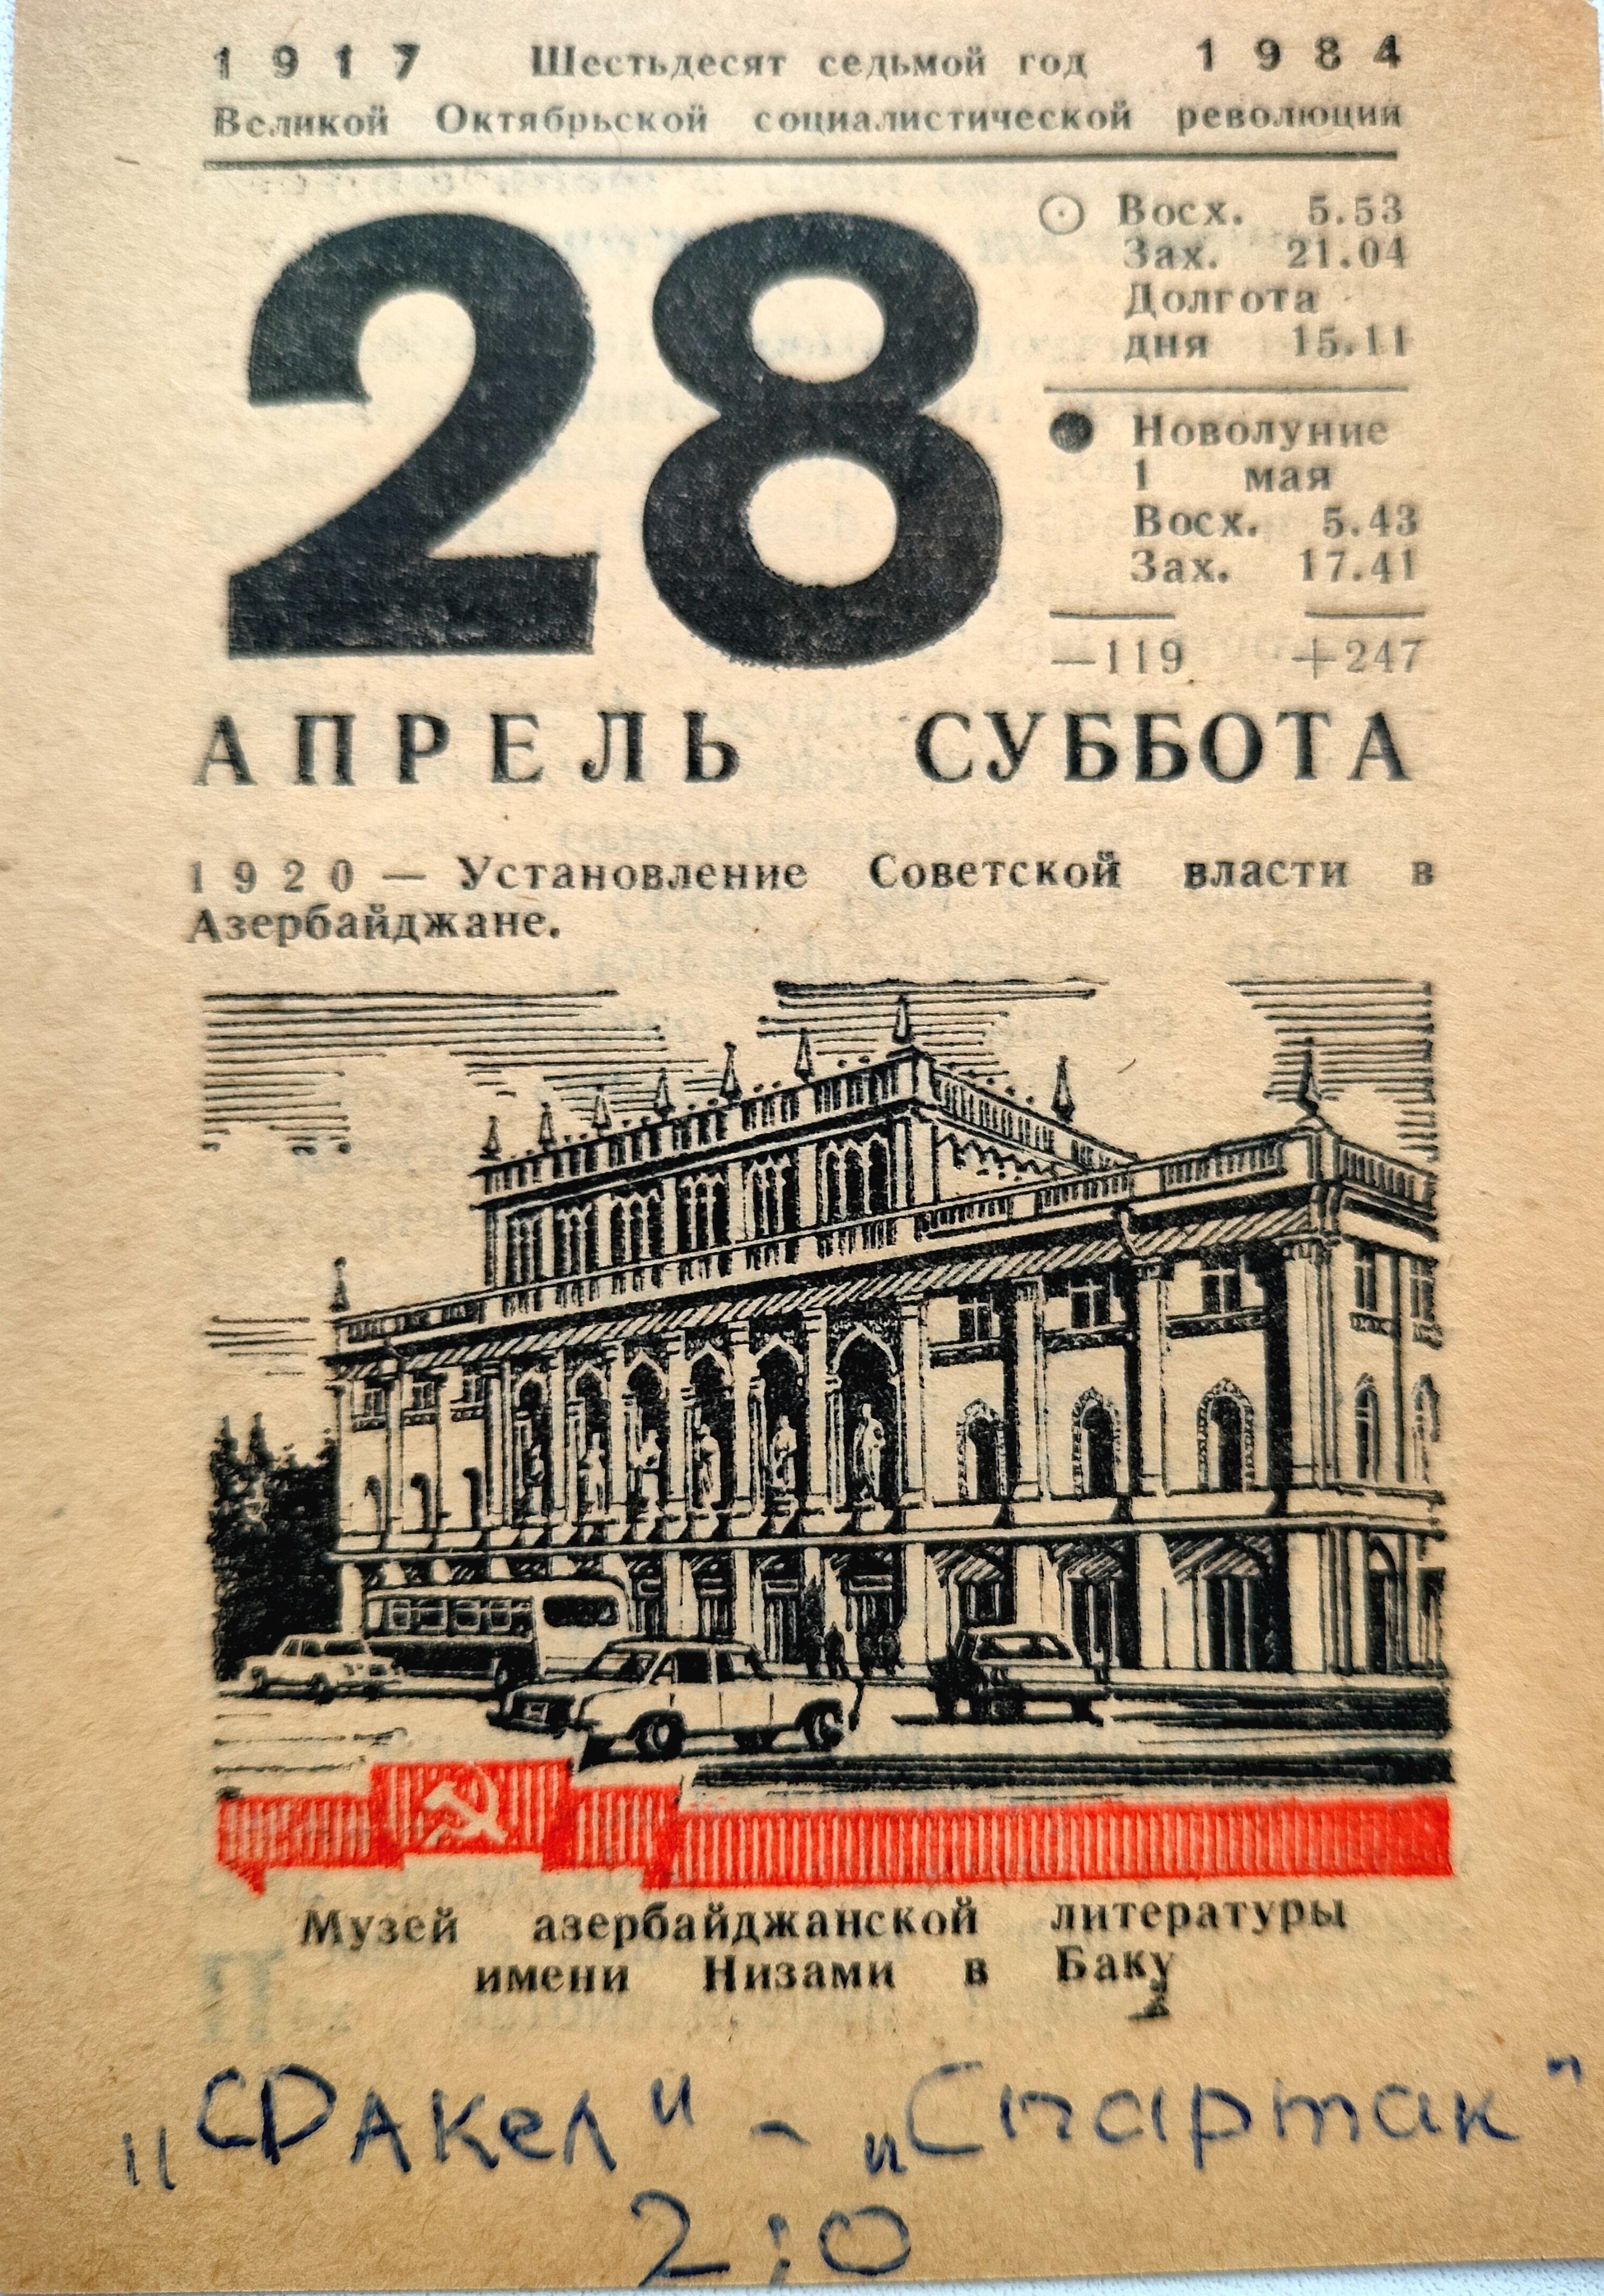 1917 Шестьдесят седьмой год 1984
Великой Октябрьской социалистической революции
28
Восх. 5.53
Зах. 21.04
Долгота
дня 15.11
Новолуние
1 мая
Восх. 5.43
Зах. 17.41
—119 +247
АПРЕЛЬ СУББОТА
1920 — Установление Советской власти в
Азербайджане.
Музей азербайджанской литературы
имени Низами в Баку
„Факел" - „Спартак"
2:0